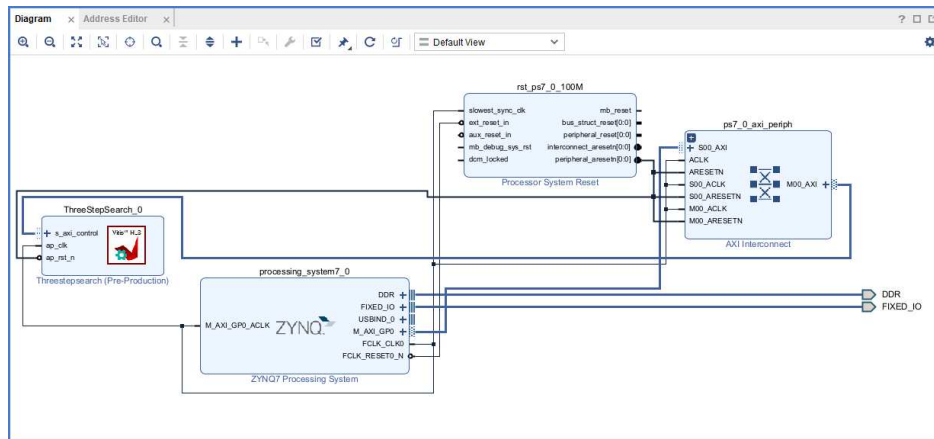 Diagram × Address Editor × ?
Default View
rst_ps7_0_100M
slowest_sync_clk mb_reset
ext_reset_in bus_struct_reset[0:0]
aux_reset_in peripheral_reset[0:0]
mb_debug_sys_rst interconnect_aresetn[0:0]
dcm_locked peripheral_aresetn[0:0]
Processor System Reset
ps7_0_axi_periph
S00_AXI
ACLK
ARESETN
S00_ACLK M00_AXI
S00_ARESETN
M00_ACLK
M00_ARESETN
AXI Interconnect
ThreeStepSearch_0
s_axi_control Vitis™ HLS
ap_clk
ap_rst_n
Threestepsearch (Pre-Production)
processing_system7_0
DDR
FIXED_IO
USBIND_0
M_AXI_GP0_ACLK ZYNQ M_AXI_GP0
FCLK_CLK0
FCLK_RESET0_N
ZYNQ7 Processing System
DDR
FIXED_IO